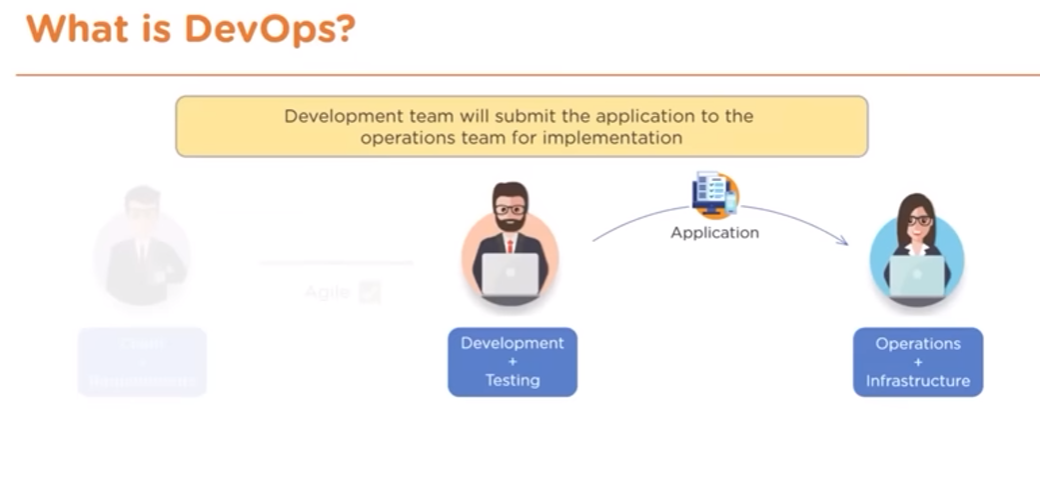 What is DevOps?
Development team will submit the application to the
operations team for implementation
Application
Agile
Development
+
Testing
Operations
+
Infrastructure